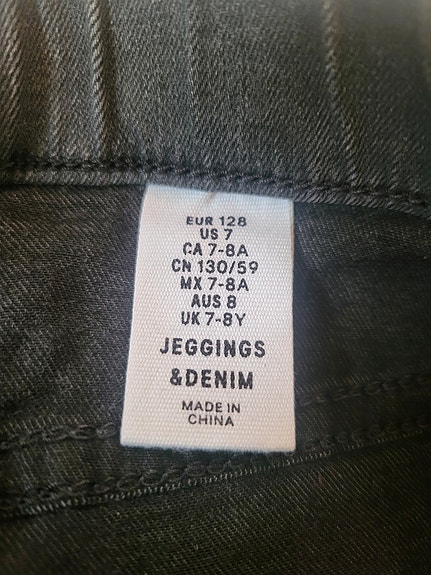 EUR 128
US 7
CA 7-8A
CN 130/59
MX 7-8A
AUS 8
UK 7-8Y
JEGGINGS
&DENIM
MADE IN
CHINA